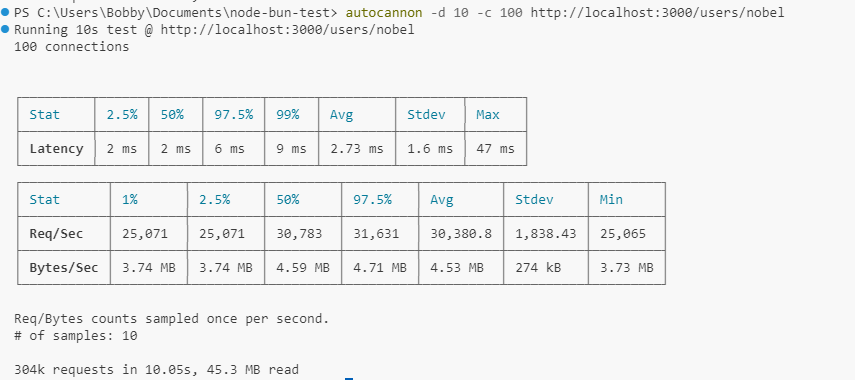 PS C:\Users\Bobby\Documents\node-bun-test> autocannon -d 10 -c 100 http://localhost:3000/users/nobel
Running 10s test @ http://localhost:3000/users/nobel
100 connections
Stat 2.5% 50% 97.5% 99% Avg Stdev Max
Latency 2 ms 2 ms 6 ms 9 ms 2.73 ms 1.6 ms 47 ms
Stat 1% 2.5% 50% 97.5% Avg Stdev Min
Req/Sec 25,071 25,071 30,783 31,631 30,380.8 1,838.43 25,065
Bytes/Sec 3.74 MB 3.74 MB 4.59 MB 4.71 MB 4.53 MB 274 kB 3.73 MB
Req/Bytes counts sampled once per second.
# of samples: 10
304k requests in 10.05s, 45.3 MB read